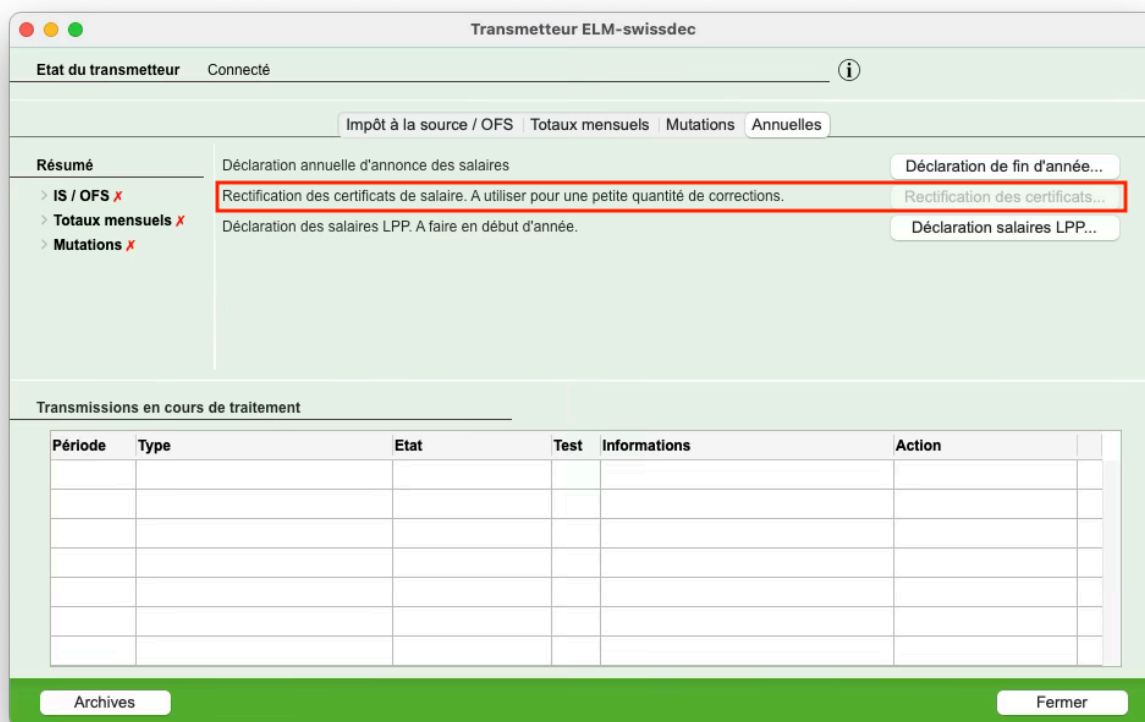 Transmetteur ELM-swissdec
Etat du transmetteur Connecté i
Impôt à la source / OFS Totaux mensuels Mutations Annuelles
Résumé
> IS / OFS ✗
> Totaux mensuels ✗
> Mutations ✗
Déclaration annuelle d'annonce des salaires Déclaration de fin d'année...
Rectification des certificats de salaire. A utiliser pour une petite quantité de corrections. Rectification des certificats...
Déclaration des salaires LPP. A faire en début d'année. Déclaration salaires LPP...
Transmissions en cours de traitement
Période Type Etat Test Informations Action
Archives Fermer